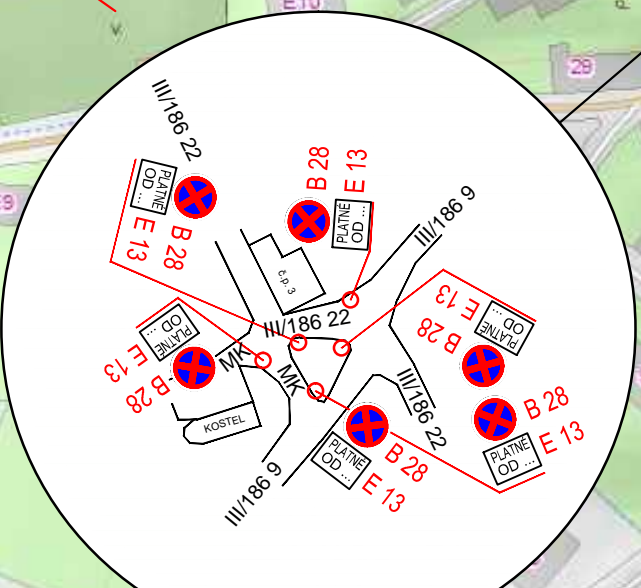 E10
29
9
III/186 22
PLATNÉ
OD ...
E 13
B 28
B 28
E 13
PLATNÉ
OD ...
III/186 9
č.p. 3
III/186 22
PLATNÉ
OD ...
E 13
B 28
MK
MK
KOSTEL
III/186 9
PLATNÉ
OD ...
E 13
B 28
III/186 22
B 28
E 13
PLATNÉ
OD ...
B 28
E 13
PLATNÉ
OD ...